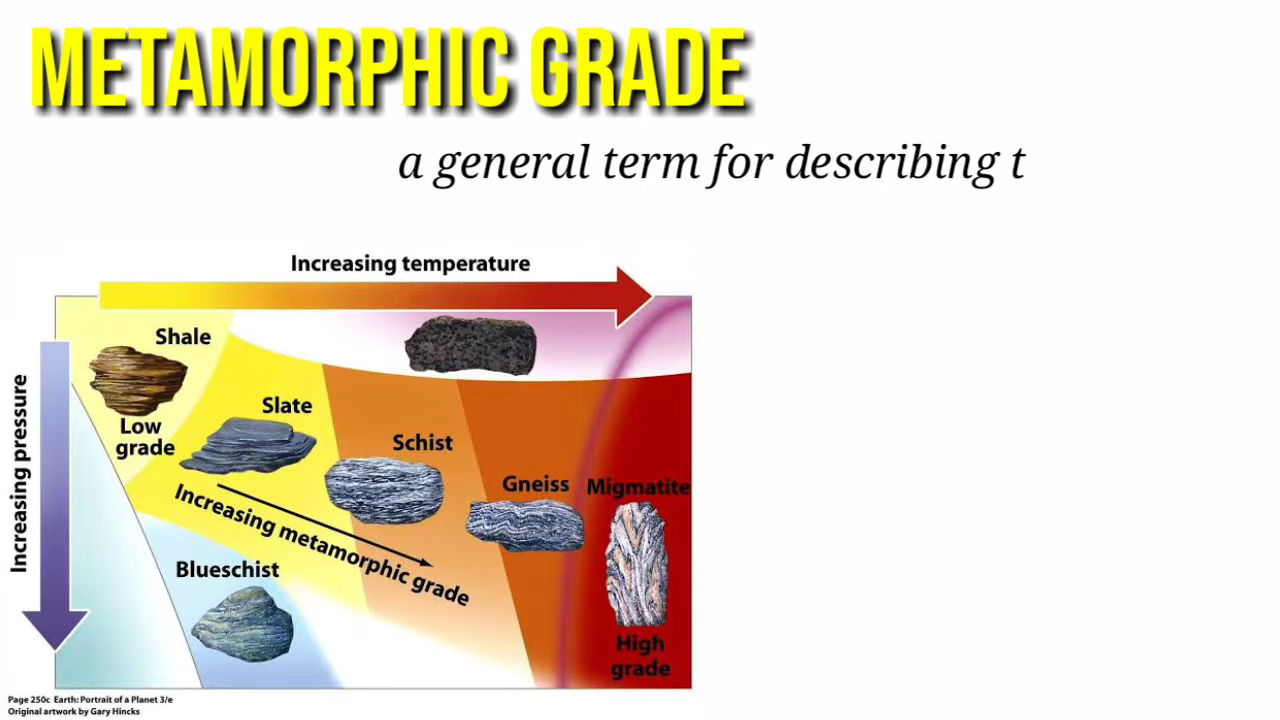 METAMORPHIC GRADE
a general term for describing t
Increasing temperature
Increasing pressure
Shale
Low
grade
Slate
Schist
Gneiss
Migmatite
Increasing metamorphic grade
Blueschist
High
grade
Page 250c Earth: Portrait of a Planet 3/e
Original artwork by Gary Hincks